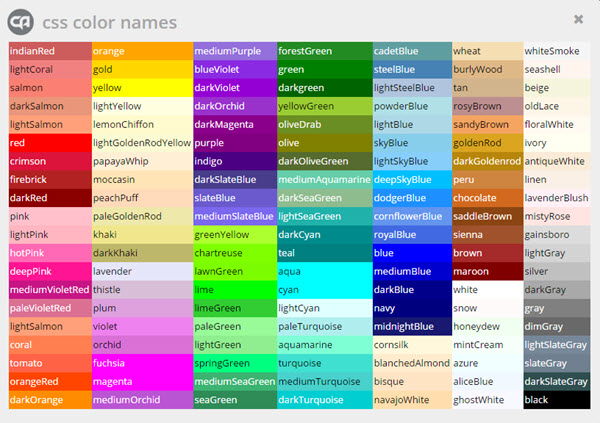 CA css color names ✖
indianRed orange mediumPurple forestGreen cadetBlue wheat whiteSmoke
lightCoral gold blueViolet green steelBlue burlyWood seashell
salmon yellow darkViolet darkgreen lightSteelBlue tan beige
darkSalmon lightYellow darkOrchid yellowGreen powderBlue rosyBrown oldLace
lightSalmon lemonChiffon darkMagenta oliveDrab lightBlue sandyBrown floralWhite
red lightGoldenRodYellow purple olive skyBlue goldenRod ivory
crimson papayaWhip indigo darkOliveGreen lightSkyBlue darkGoldenrod antiqueWhite
firebrick moccasin darkSlateBlue mediumAquamarine deepSkyBlue peru linen
darkRed peachPuff slateBlue darkSeaGreen dodgerBlue chocolate lavenderBlush
pink paleGoldenRod mediumSlateBlue lightSeaGreen cornflowerBlue saddleBrown mistyRose
lightPink khaki greenYellow darkCyan royalBlue sienna gainsboro
hotPink darkKhaki chartreuse teal blue brown lightGray
deepPink lavender lawnGreen aqua mediumBlue maroon silver
mediumVioletRed thistle lime cyan darkBlue white darkGray
paleVioletRed plum limeGreen lightCyan navy snow gray
lightSalmon violet paleGreen paleTurquoise midnightBlue honeydew dimGray
coral orchid lightGreen aquamarine cornsilk mintCream lightSlateGray
tomato fuchsia springGreen turquoise blanchedAlmond azure slateGray
orangeRed magenta mediumSeaGreen mediumTurquoise bisque aliceBlue darkSlateGray
darkOrange mediumOrchid seaGreen darkTurquoise navajoWhite ghostWhite black